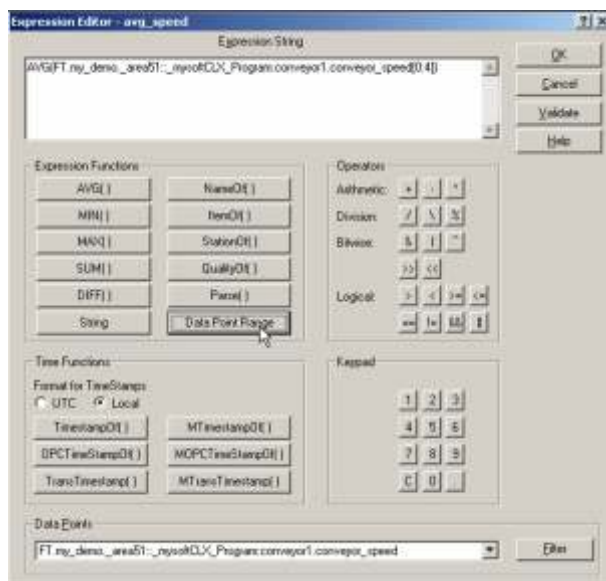 Expression Editor - avg_speed
Expression String
AVG(FT.my_demo._area51::_mysoftCLX_Program:conveyor1.conveyor_speed[0:4])
OK
Cancel
Validate
Help
Expression Functions
AVG( ) NameOf( )
MIN( ) ItemOf( )
MAX( ) StationOf( )
SUM( ) QualityOf( )
DIFF( ) Parse( )
String Data Point Range
Operators
Arithmetic: + - *
Division: / \ %
Bitwise: & | ^
>> <<
Logical: > < >= <=
== != && ||
Time Functions
Format for TimeStamps
UTC Local
TimestampOf( ) MTimestampOf( )
OPCTimeStampOf( ) MOPCTimeStampOf( )
TransTimestamp( ) MTransTimestamp( )
Keypad
1 2 3
4 5 6
7 8 9
C 0 .
Data Points
FT.my_demo._area51::_mysoftCLX_Program:conveyor1.conveyor_speed
Filter